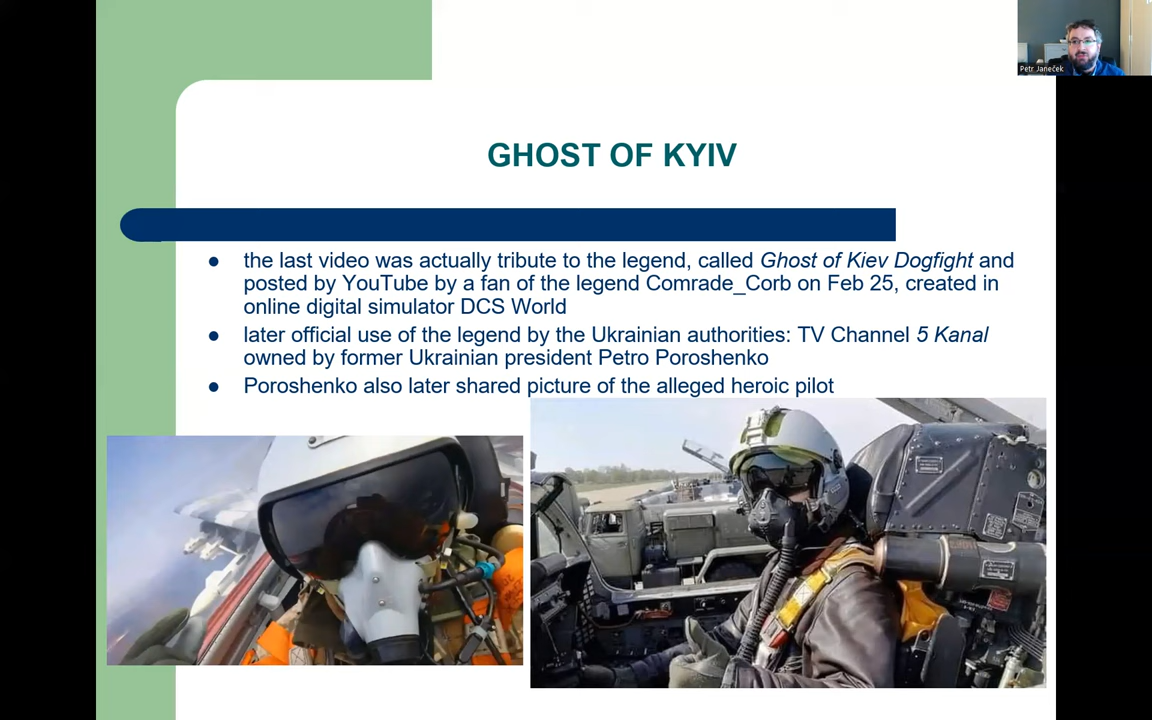 Petr Janeček
GHOST OF KYIV
● the last video was actually tribute to the legend, called Ghost of Kiev Dogfight and
posted by YouTube by a fan of the legend Comrade_Corb on Feb 25, created in
online digital simulator DCS World
● later official use of the legend by the Ukrainian authorities: TV Channel 5 Kanal
owned by former Ukrainian president Petro Poroshenko
● Poroshenko also later shared picture of the alleged heroic pilot